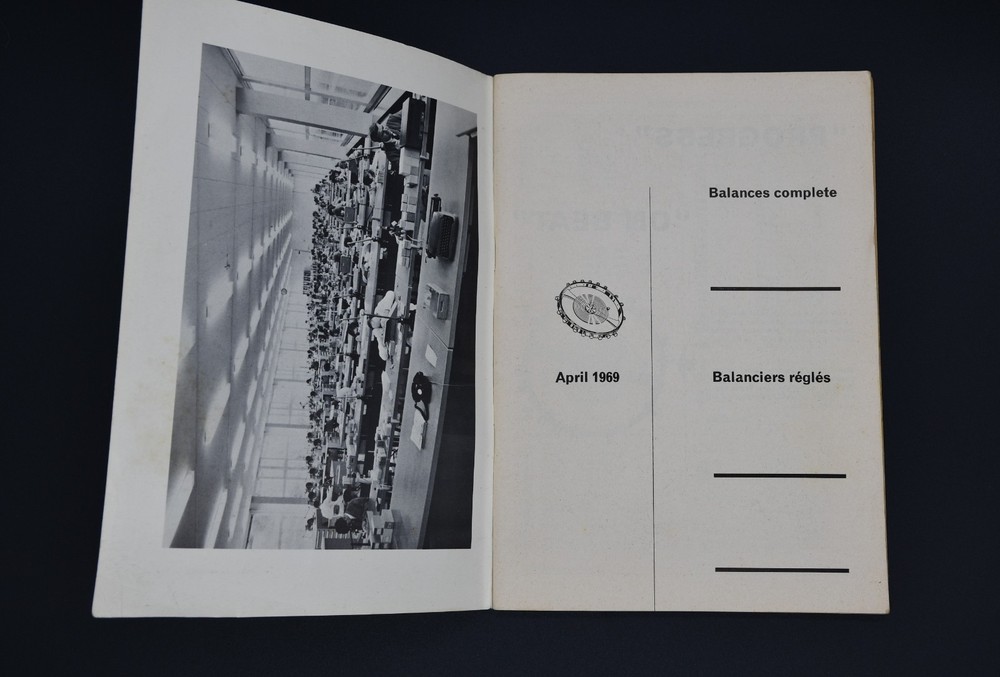 Balances complete
April 1969
Balanciers réglés